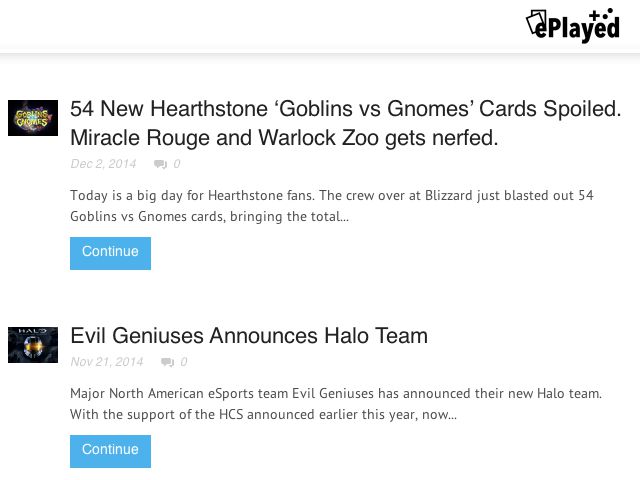 ePlayed
GOBLINS
GNOMES
54 New Hearthstone ‘Goblins vs Gnomes’ Cards Spoiled.
Miracle Rouge and Warlock Zoo gets nerfed.
Dec 2, 2014 0
Today is a big day for Hearthstone fans. The crew over at Blizzard just blasted out 54
Goblins vs Gnomes cards, bringing the total...
Continue
HALO
Evil Geniuses Announces Halo Team
Nov 21, 2014 0
Major North American eSports team Evil Geniuses has announced their new Halo team.
With the support of the HCS announced earlier this year, now...
Continue